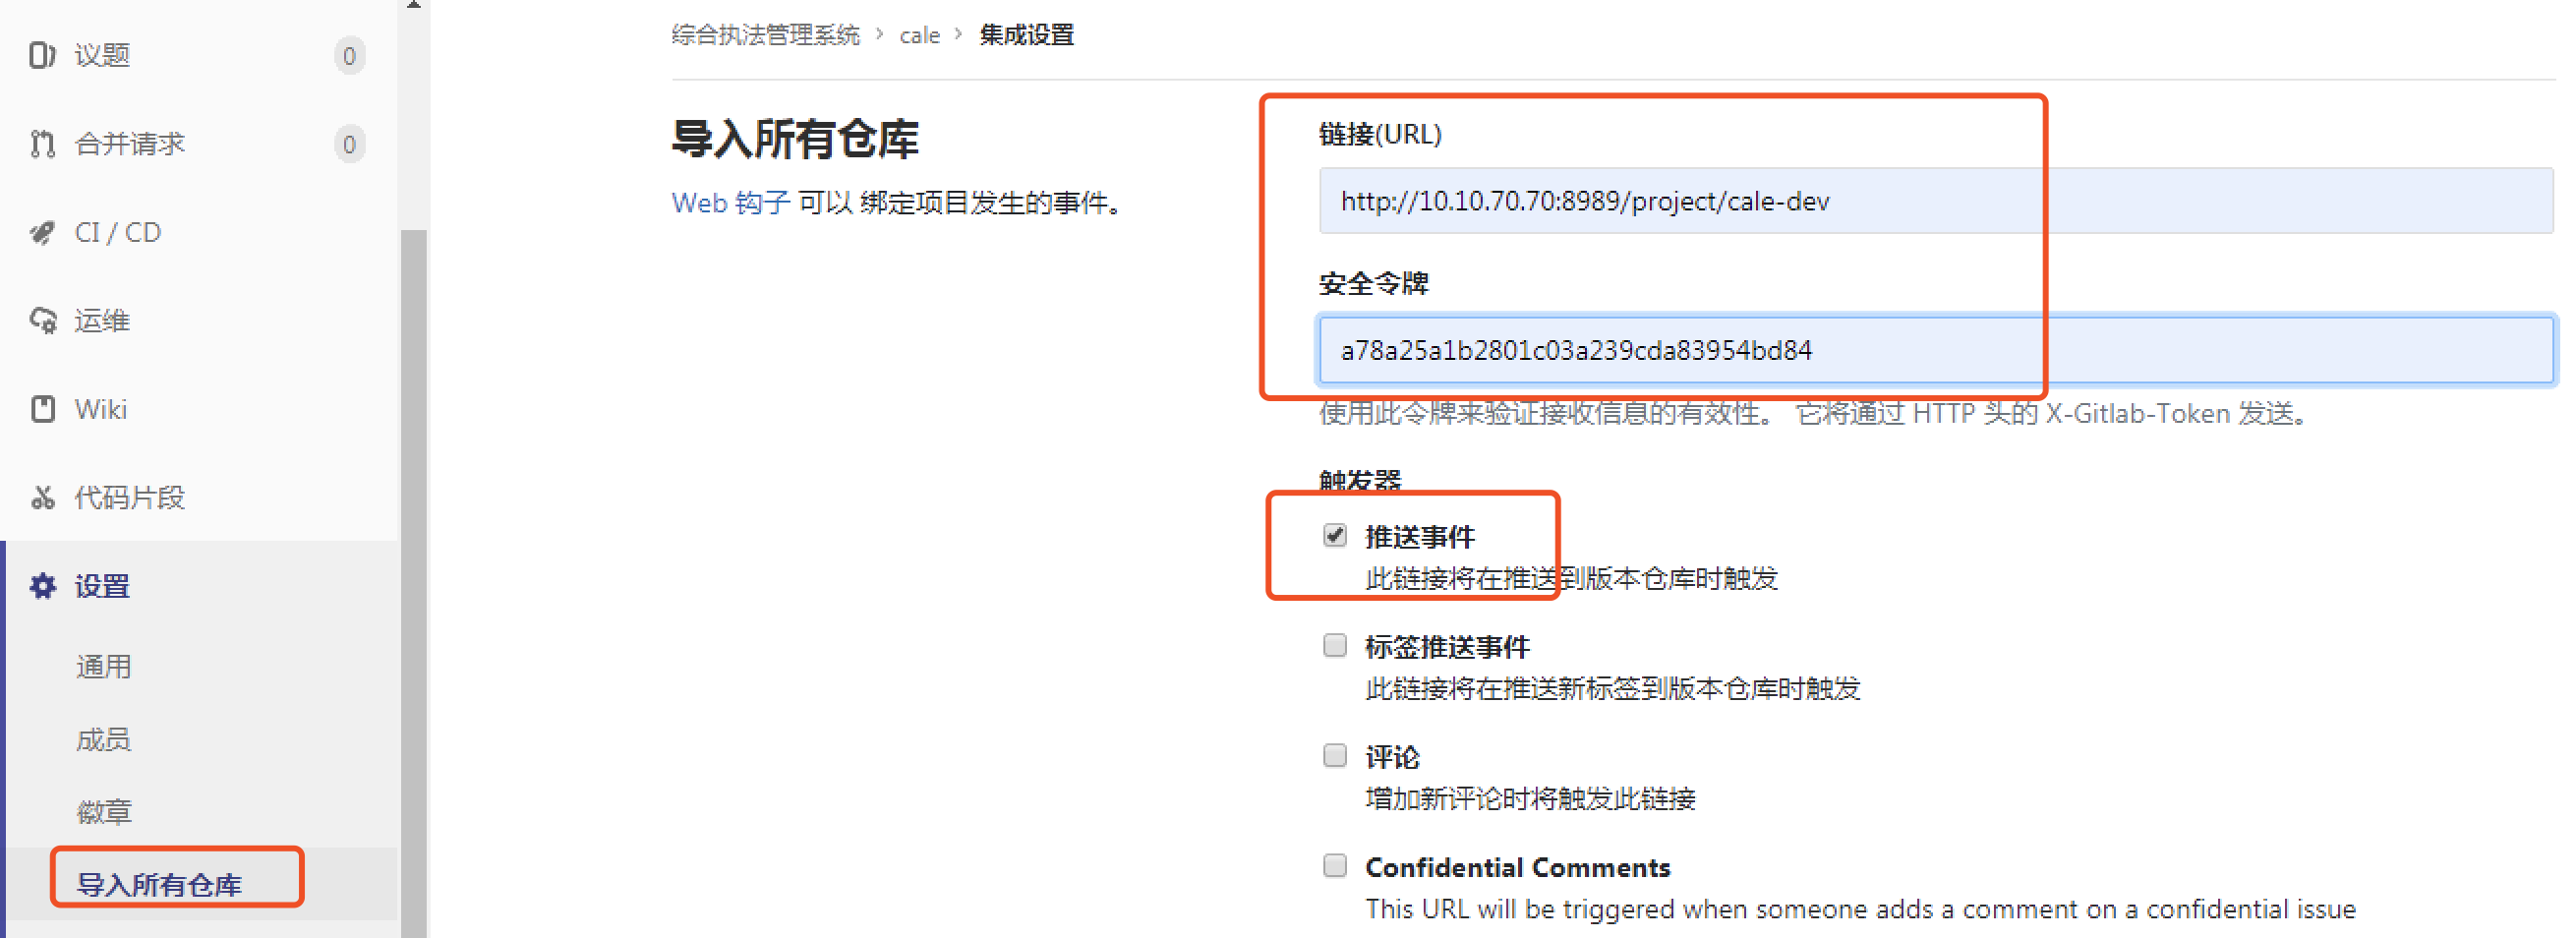 议题 0
合并请求 0
CI / CD
运维
Wiki
代码片段
设置
通用
成员
徽章
导入所有仓库
综合执法管理系统 > cale > 集成设置
导入所有仓库
Web 钩子 可以 绑定项目发生的事件。
链接(URL)
http://10.10.70.70:8989/project/cale-dev
安全令牌
a78a25a1b2801c03a239cda83954bd84
使用此令牌来验证接收信息的有效性。 它将通过 HTTP 头的 X-Gitlab-Token 发送。
触发器
推送事件
此链接将在推送到版本仓库时触发
标签推送事件
此链接将在推送新标签到版本仓库时触发
评论
增加新评论时将触发此链接
Confidential Comments
This URL will be triggered when someone adds a comment on a confidential issue